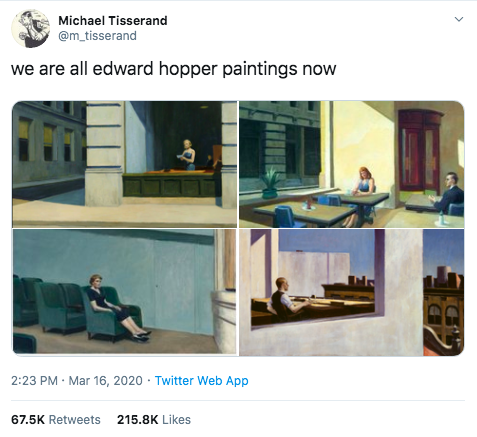 Michael Tisserand
@m_tisserand
we are all edward hopper paintings now
2:23 PM · Mar 16, 2020 · Twitter Web App
67.5K Retweets 215.8K Likes